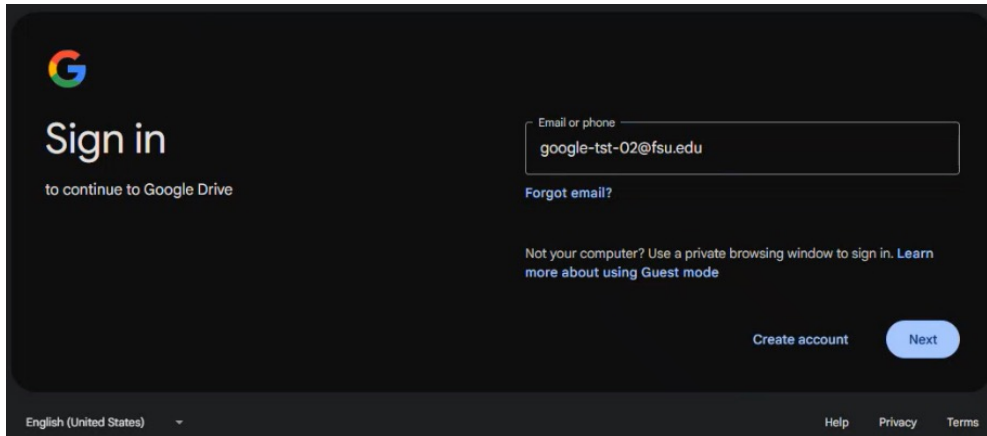 Sign in
to continue to Google Drive
Email or phone
google-tst-02@fsu.edu
Forgot email?
Not your computer? Use a private browsing window to sign in. Learn
more about using Guest mode
Create account
Next
English (United States)
Help
Privacy
Terms